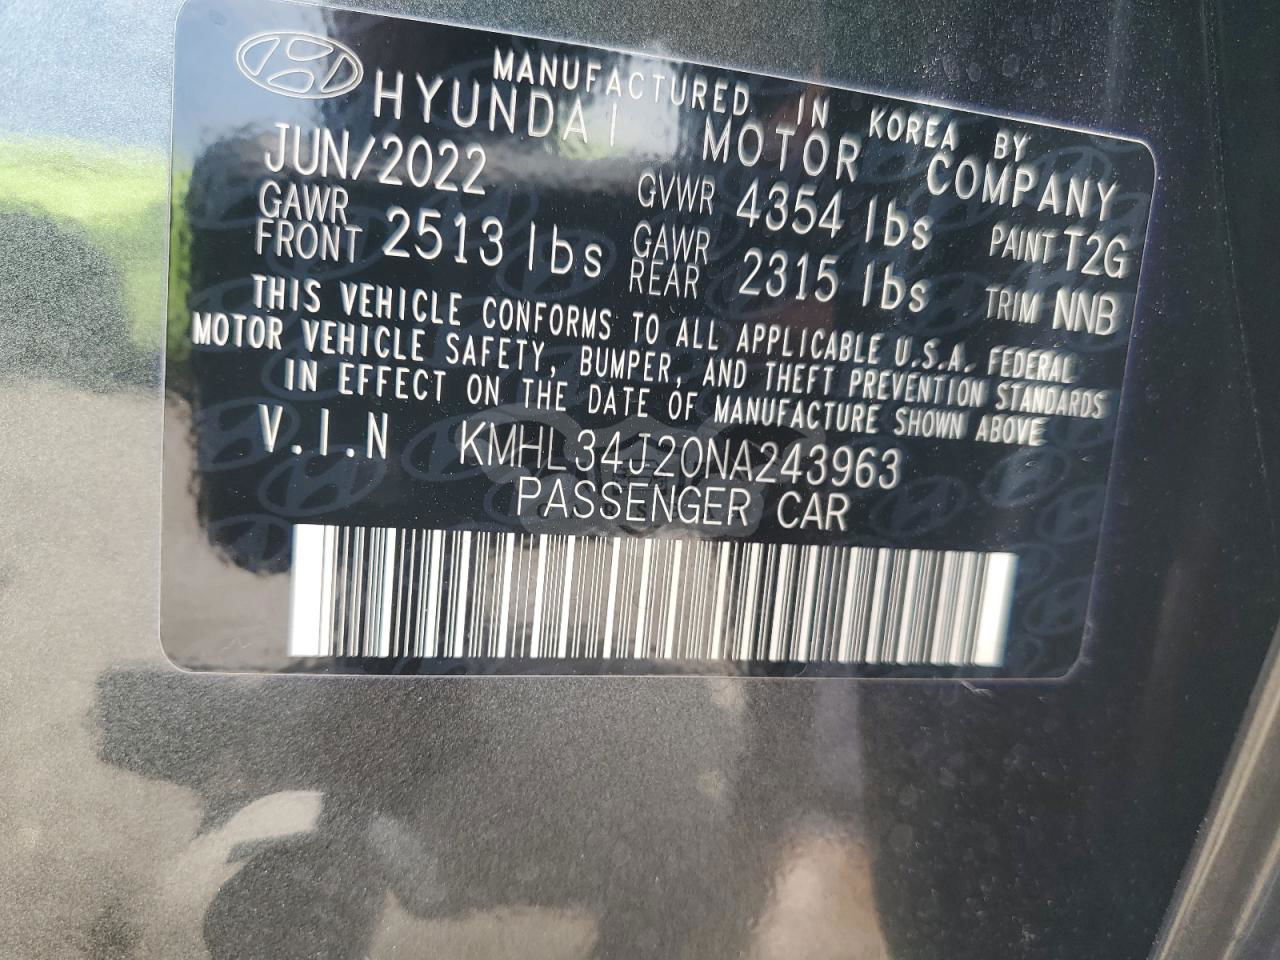 MANUFACTURED IN KOREA BY
HYUNDAI MOTOR COMPANY
JUN/2022 GVWR 4354 lbs PAINT T2G
GAWR FRONT 2513 lbs GAWR REAR 2315 lbs TRIM NNB
THIS VEHICLE CONFORMS TO ALL APPLICABLE U.S.A. FEDERAL
MOTOR VEHICLE SAFETY, BUMPER, AND THEFT PREVENTION STANDARDS
IN EFFECT ON THE DATE OF MANUFACTURE SHOWN ABOVE
V.I.N KMHL34J20NA243963
PASSENGER CAR